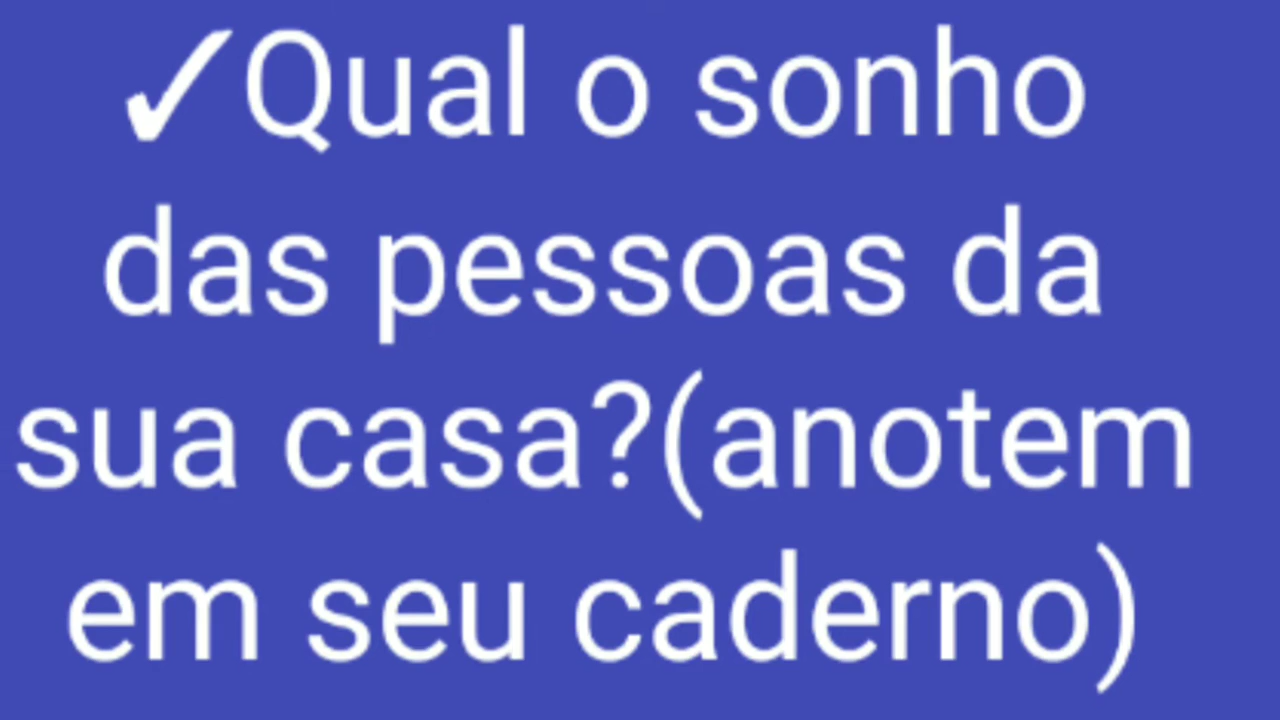 ✓Qual o sonho
das pessoas da
sua casa?(anotem
em seu caderno)